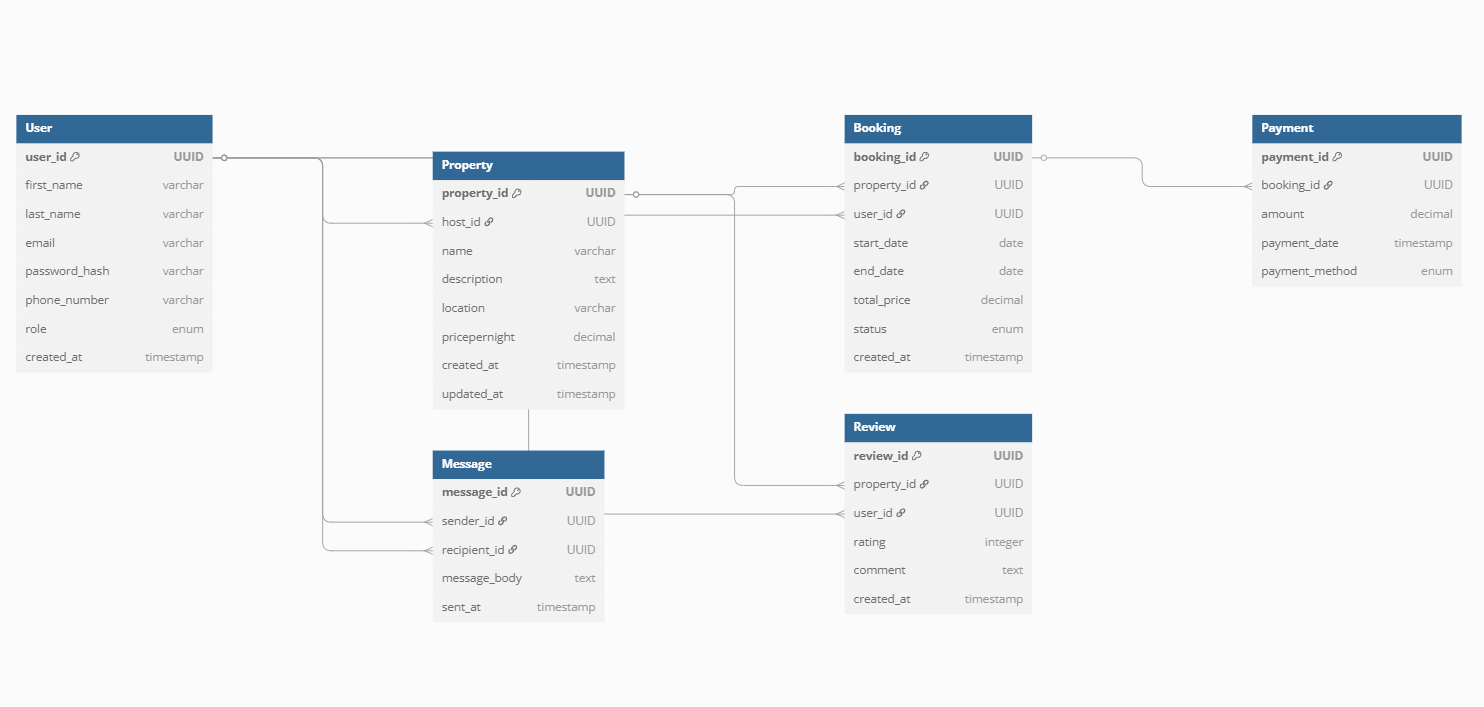 User
user_id UUID
first_name varchar
last_name varchar
email varchar
password_hash varchar
phone_number varchar
role enum
created_at timestamp
Property
property_id UUID
host_id UUID
name varchar
description text
location varchar
pricepernight decimal
created_at timestamp
updated_at timestamp
Message
message_id UUID
sender_id UUID
recipient_id UUID
message_body text
sent_at timestamp
Booking
booking_id UUID
property_id UUID
user_id UUID
start_date date
end_date date
total_price decimal
status enum
created_at timestamp
Review
review_id UUID
property_id UUID
user_id UUID
rating integer
comment text
created_at timestamp
Payment
payment_id UUID
booking_id UUID
amount decimal
payment_date timestamp
payment_method enum